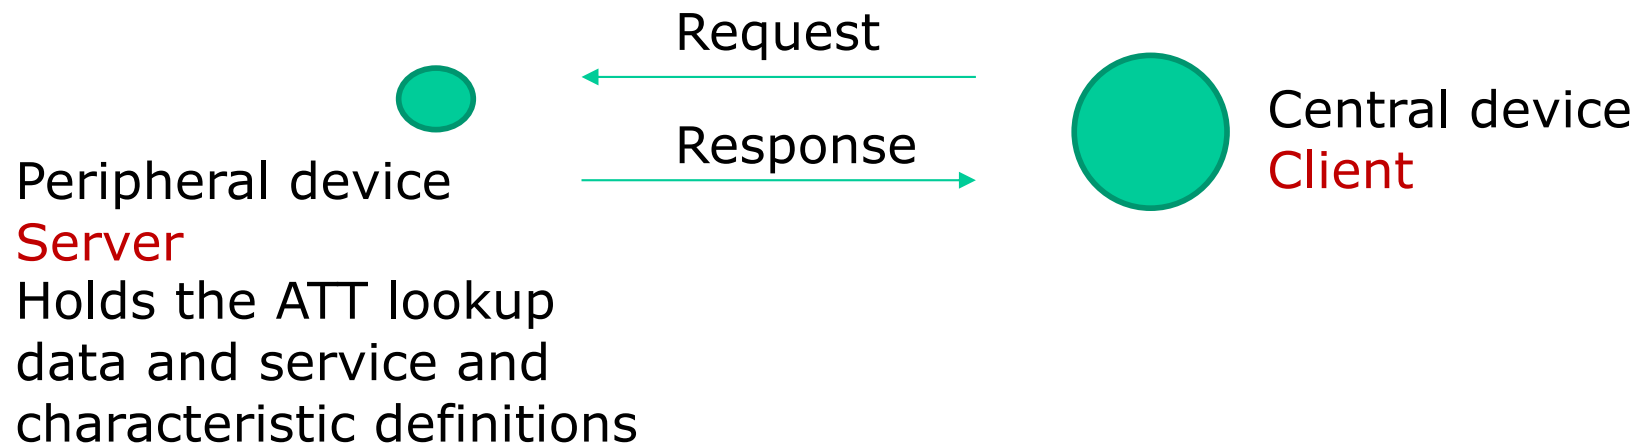 Request
Response
Peripheral device
Server
Holds the ATT lookup
data and service and
characteristic definitions
Central device
Client